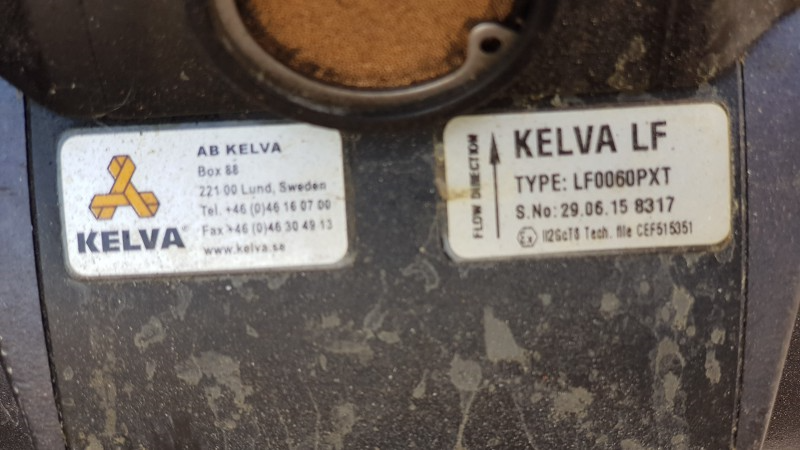 AB KELVA
Box 88
221 00 Lund, Sweden
Tel. +46 (0)46 16 07 00
Fax +46 (0)46 30 49 13
www.kelva.se
KELVA®
FLOW DIRECTION
KELVA LF
TYPE: LF0060PXT
S.No: 29.06.15 8317
Ex II2GcT8 Tech. file CEF515351